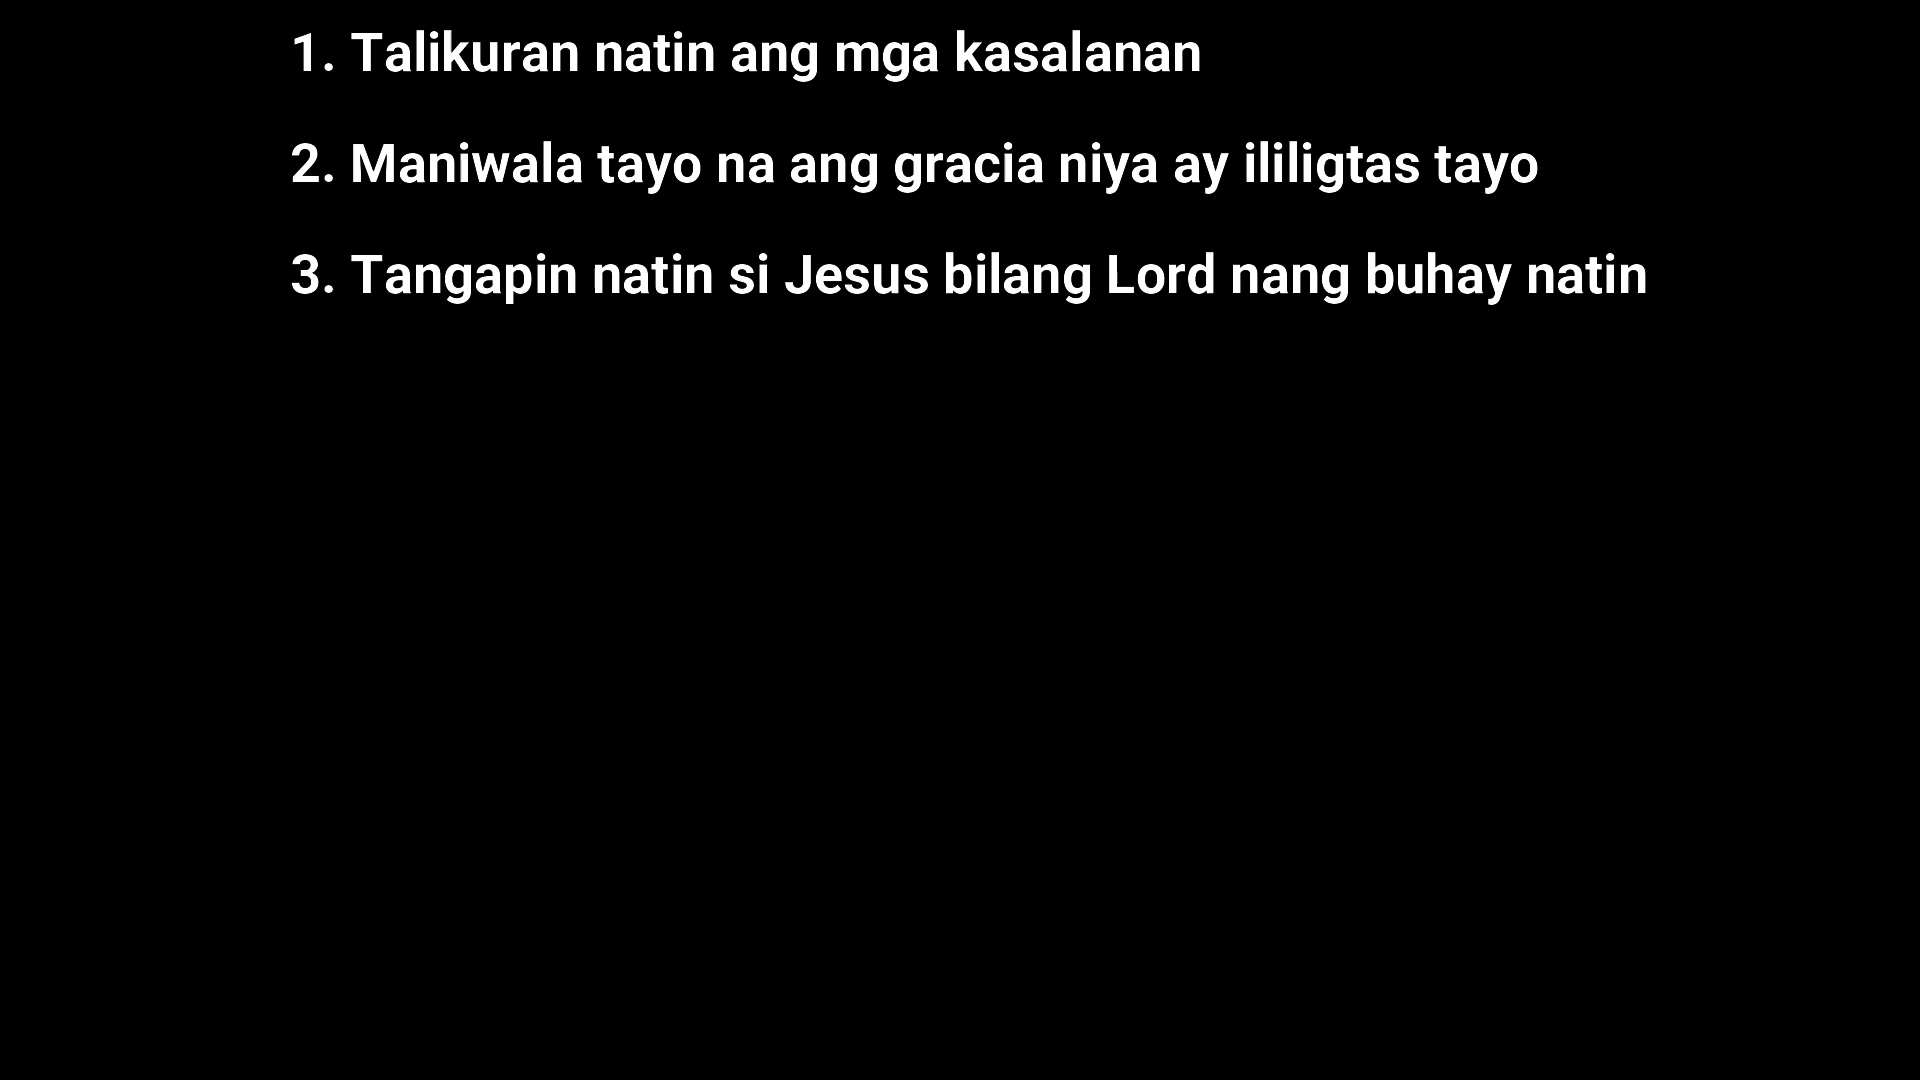 1. Talikuran natin ang mga kasalanan
2. Maniwala tayo na ang gracia niya ay ililigtas tayo
3. Tangapin natin si Jesus bilang Lord nang buhay natin